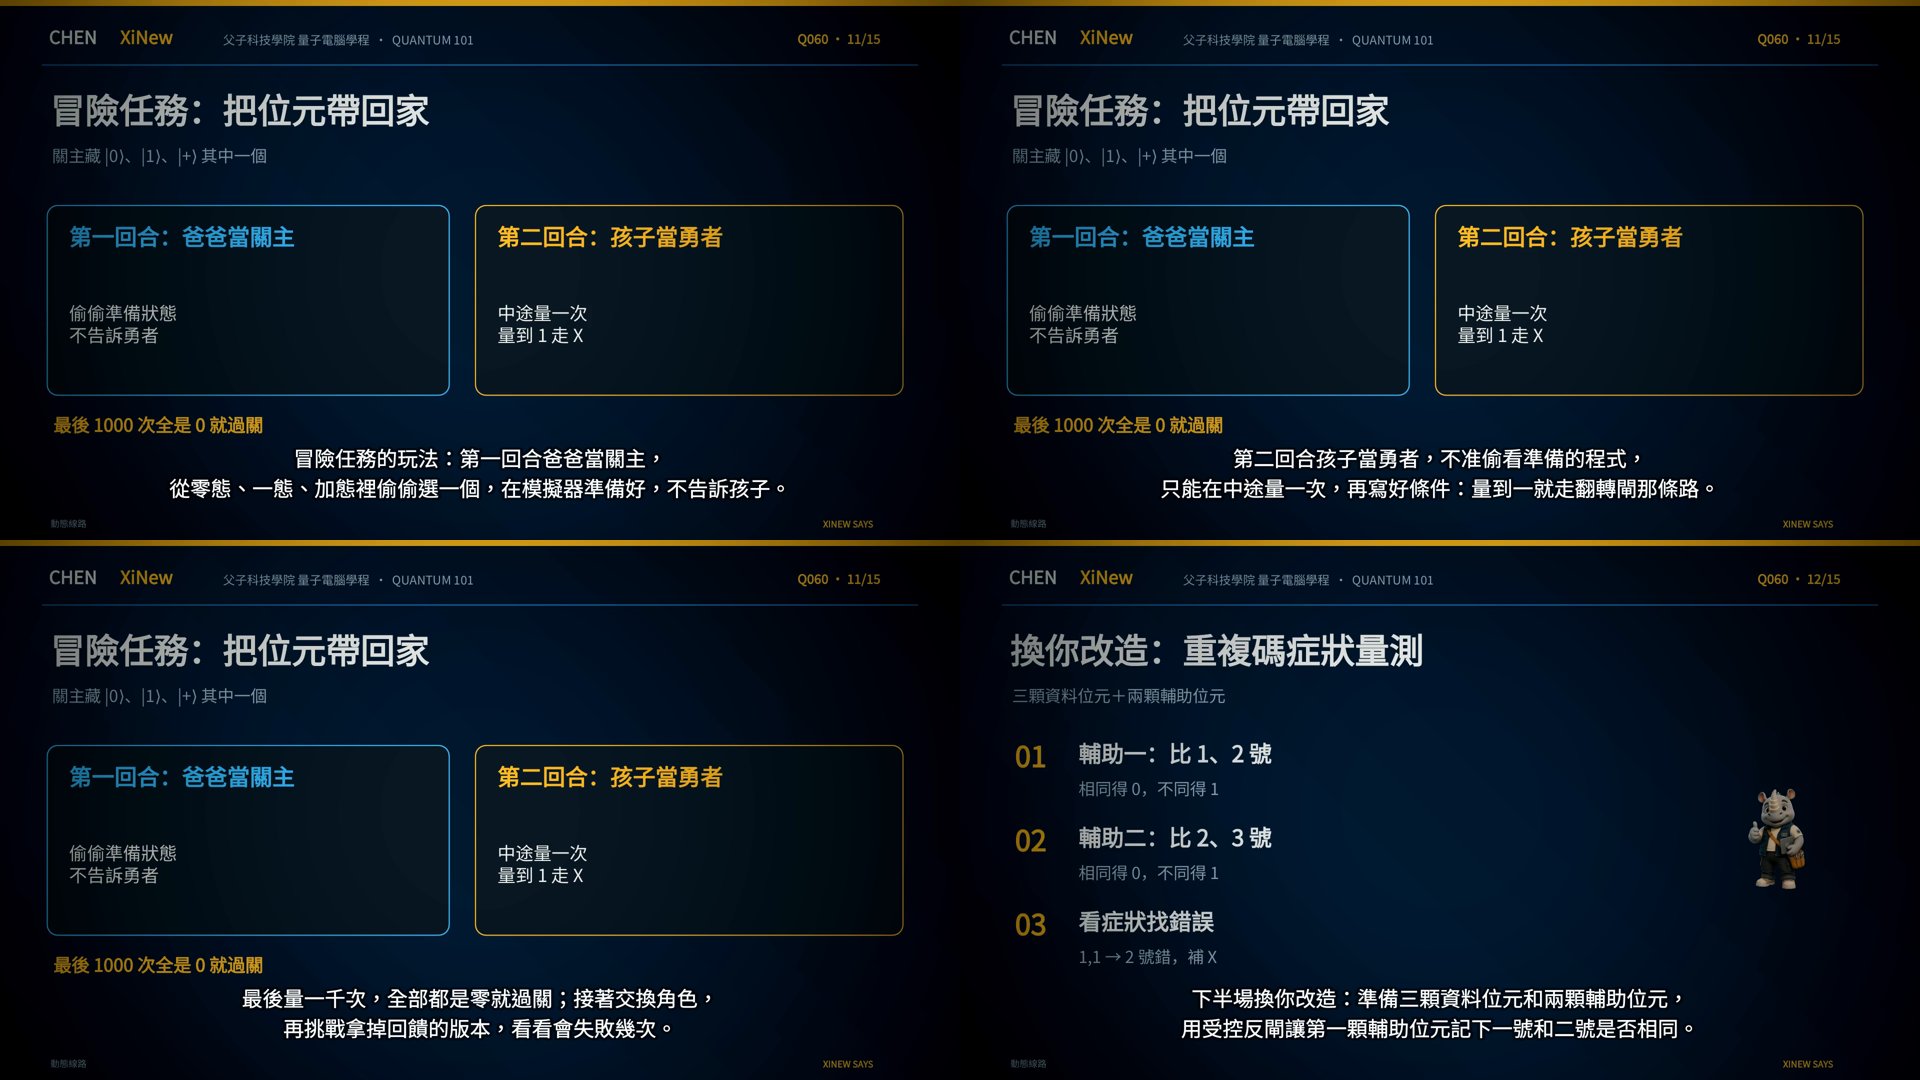 CHEN XiNew 父子科技學院 量子電腦學程 · QUANTUM 101 Q060 · 11/15
冒險任務：把位元帶回家
關主藏 |0⟩、|1⟩、|+⟩ 其中一個
第一回合：爸爸當關主
偷偷準備狀態
不告訴勇者
第二回合：孩子當勇者
中途量一次
量到 1 走 X
最後 1000 次全是 0 就過關
冒險任務的玩法：第一回合爸爸當關主，
從零態、一態、加態裡偷偷選一個，在模擬器準備好，不告訴孩子。
動態線路 XINEW SAYS
CHEN XiNew 父子科技學院 量子電腦學程 · QUANTUM 101 Q060 · 11/15
冒險任務：把位元帶回家
關主藏 |0⟩、|1⟩、|+⟩ 其中一個
第一回合：爸爸當關主
偷偷準備狀態
不告訴勇者
第二回合：孩子當勇者
中途量一次
量到 1 走 X
最後 1000 次全是 0 就過關
第二回合孩子當勇者，不准偷看準備的程式，
只能在中途量一次，再寫好條件：量到一就走翻轉閘那條路。
動態線路 XINEW SAYS
CHEN XiNew 父子科技學院 量子電腦學程 · QUANTUM 101 Q060 · 11/15
冒險任務：把位元帶回家
關主藏 |0⟩、|1⟩、|+⟩ 其中一個
第一回合：爸爸當關主
偷偷準備狀態
不告訴勇者
第二回合：孩子當勇者
中途量一次
量到 1 走 X
最後 1000 次全是 0 就過關
最後量一千次，全部都是零就過關；接著交換角色，
再挑戰拿掉回饋的版本，看看會失敗幾次。
動態線路 XINEW SAYS
CHEN XiNew 父子科技學院 量子電腦學程 · QUANTUM 101 Q060 · 12/15
換你改造：重複碼症狀量測
三顆資料位元＋兩顆輔助位元
01 輔助一：比 1、2 號
相同得 0，不同得 1
02 輔助二：比 2、3 號
相同得 0，不同得 1
03 看症狀找錯誤
1,1 → 2 號錯，補 X
下半場換你改造：準備三顆資料位元和兩顆輔助位元，
用受控反閘讓第一顆輔助位元記下一號和二號是否相同。
動態線路 XINEW SAYS